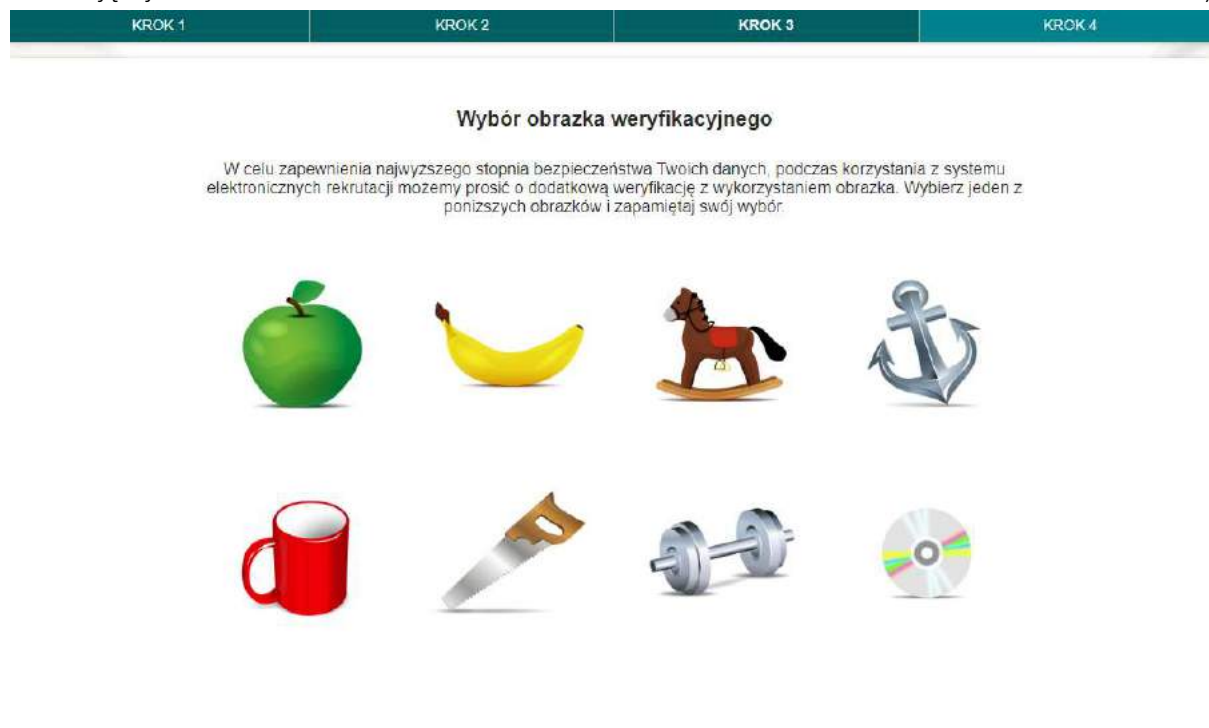 KROK 1 KROK 2 KROK 3 KROK 4
Wybór obrazka weryfikacyjnego
W celu zapewnienia najwyższego stopnia bezpieczeństwa Twoich danych, podczas korzystania z systemu
elektronicznych rekrutacji możemy prosić o dodatkową weryfikację z wykorzystaniem obrazka. Wybierz jeden z
poniższych obrazków i zapamiętaj swój wybór.